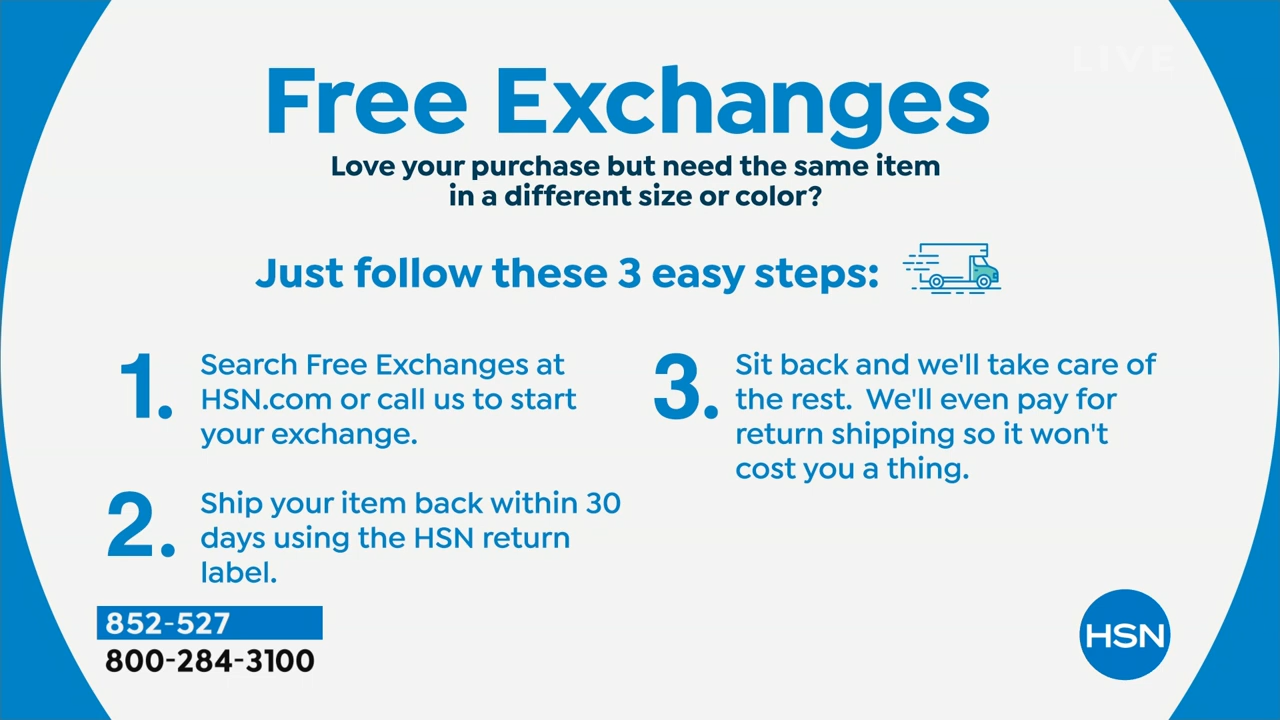 LIVE
Free Exchanges
Love your purchase but need the same item
in a different size or color?
Just follow these 3 easy steps:
1. Search Free Exchanges at
HSN.com or call us to start
your exchange.
2. Ship your item back within 30
days using the HSN return
label.
3. Sit back and we'll take care of
the rest.  We'll even pay for
return shipping so it won't
cost you a thing.
852-527
800-284-3100
HSN